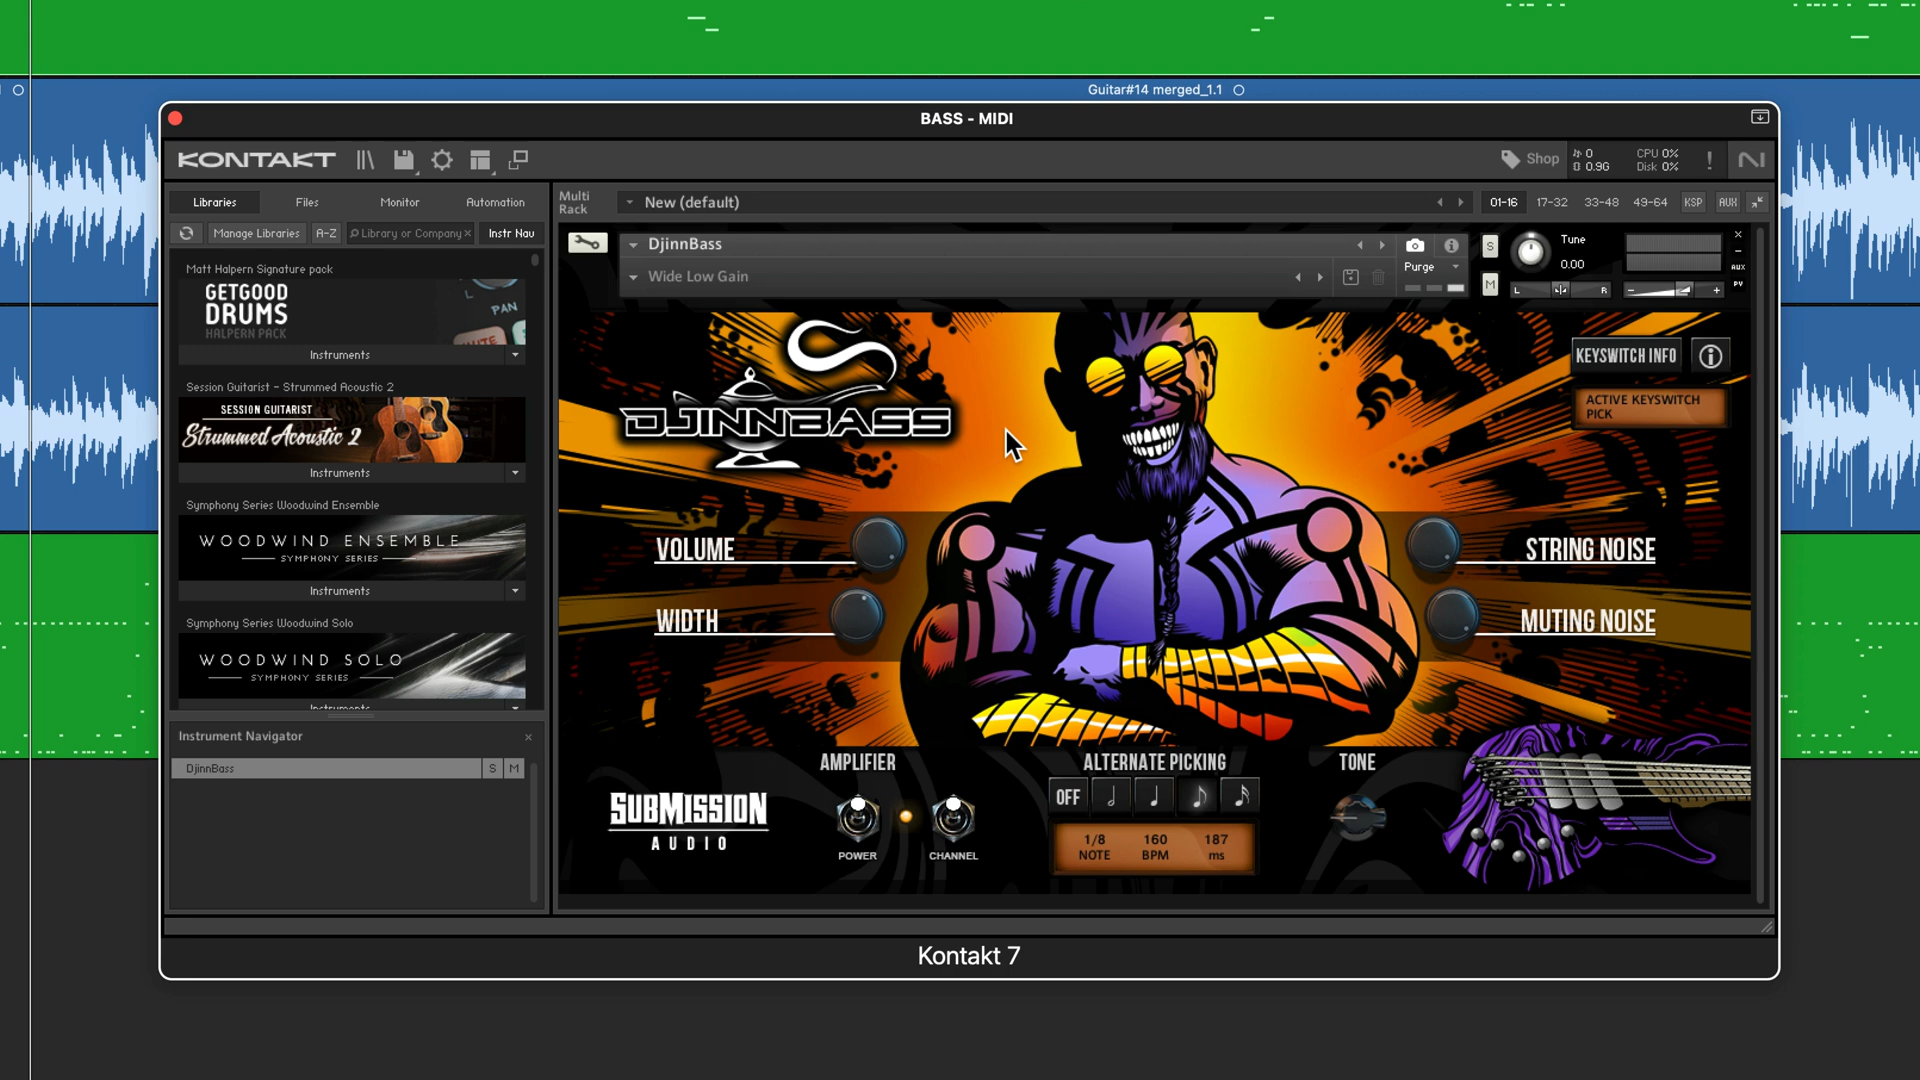 Guitar#14 merged_1.1
BASS - MIDI
KONTAKT
Shop
0
0.9G
CPU 0%
Disk 0%
Libraries
Files
Monitor
Automation
Multi
Rack
New (default)
01-16
17-32
33-48
49-64
KSP
AUX
Manage Libraries
A-Z
Library or Company
Instr Nau
DjinnBass
Wide Low Gain
Purge
S
M
Tune
0.00
L
R
AUX
PV
Matt Halpern Signature pack
GETGOOD
DRUMS
HALPERN PACK
PAN
Instruments
Session Guitarist - Strummed Acoustic 2
SESSION GUITARIST
Strummed Acoustic 2
Instruments
Symphony Series Woodwind Ensemble
WOODWIND ENSEMBLE
SYMPHONY SERIES
Instruments
Symphony Series Woodwind Solo
WOODWIND SOLO
SYMPHONY SERIES
Instruments
Instrument Navigator
DjinnBass
S
M
DJINNBASS
KEYSWITCH INFO
ACTIVE KEYSWITCH
PICK
VOLUME
WIDTH
STRING NOISE
MUTING NOISE
SUBMISSION
AUDIO
AMPLIFIER
POWER
CHANNEL
ALTERNATE PICKING
OFF
1/8
NOTE
160
BPM
187
ms
TONE
Kontakt 7